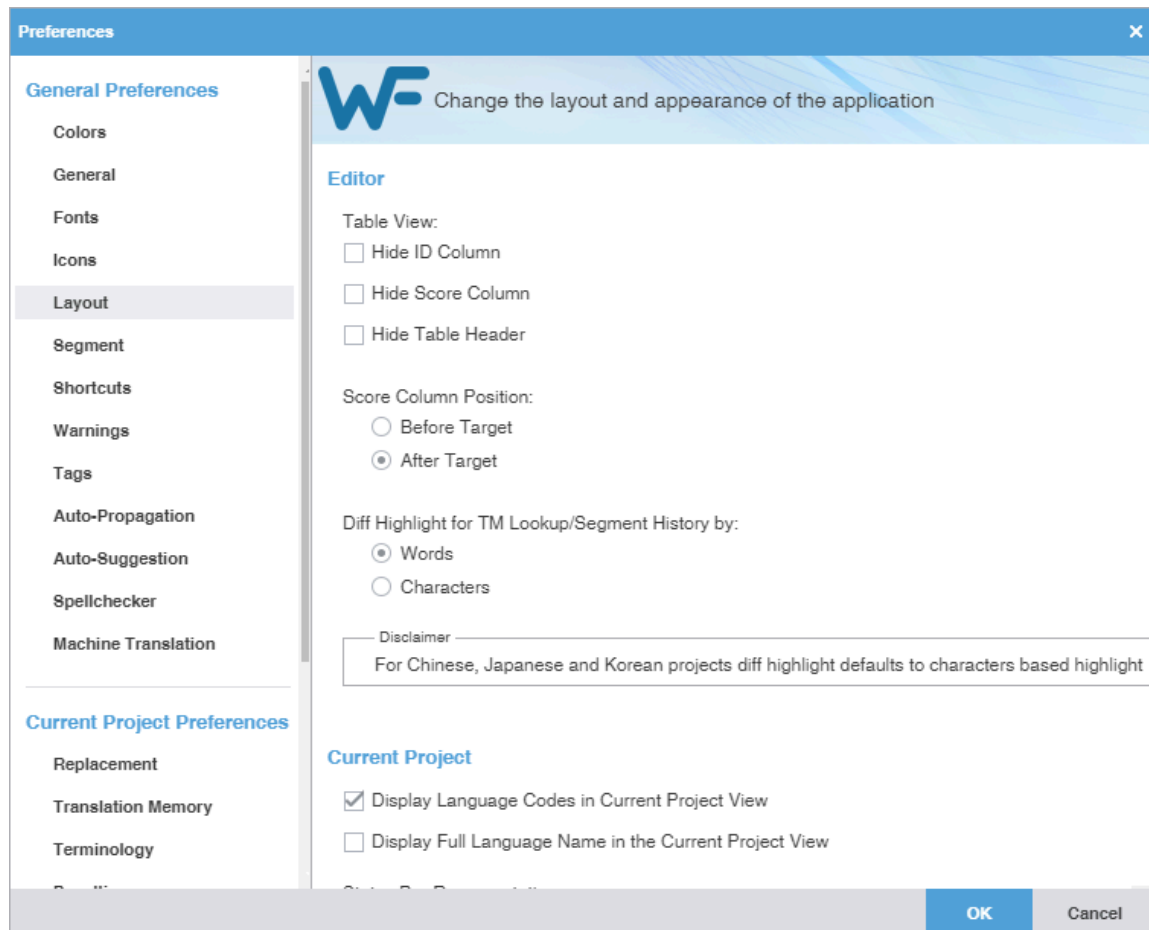 Preferences
General Preferences
Colors
General
Fonts
Icons
Layout
Segment
Shortcuts
Warnings
Tags
Auto-Propagation
Auto-Suggestion
Spellchecker
Machine Translation
Current Project Preferences
Replacement
Translation Memory
Terminology
WF
Change the layout and appearance of the application
Editor
Table View:
Hide ID Column
Hide Score Column
Hide Table Header
Score Column Position:
Before Target
After Target
Diff Highlight for TM Lookup/Segment History by:
Words
Characters
Disclaimer
For Chinese, Japanese and Korean projects diff highlight defaults to characters based highlight
Current Project
Display Language Codes in Current Project View
Display Full Language Name in the Current Project View
OK
Cancel